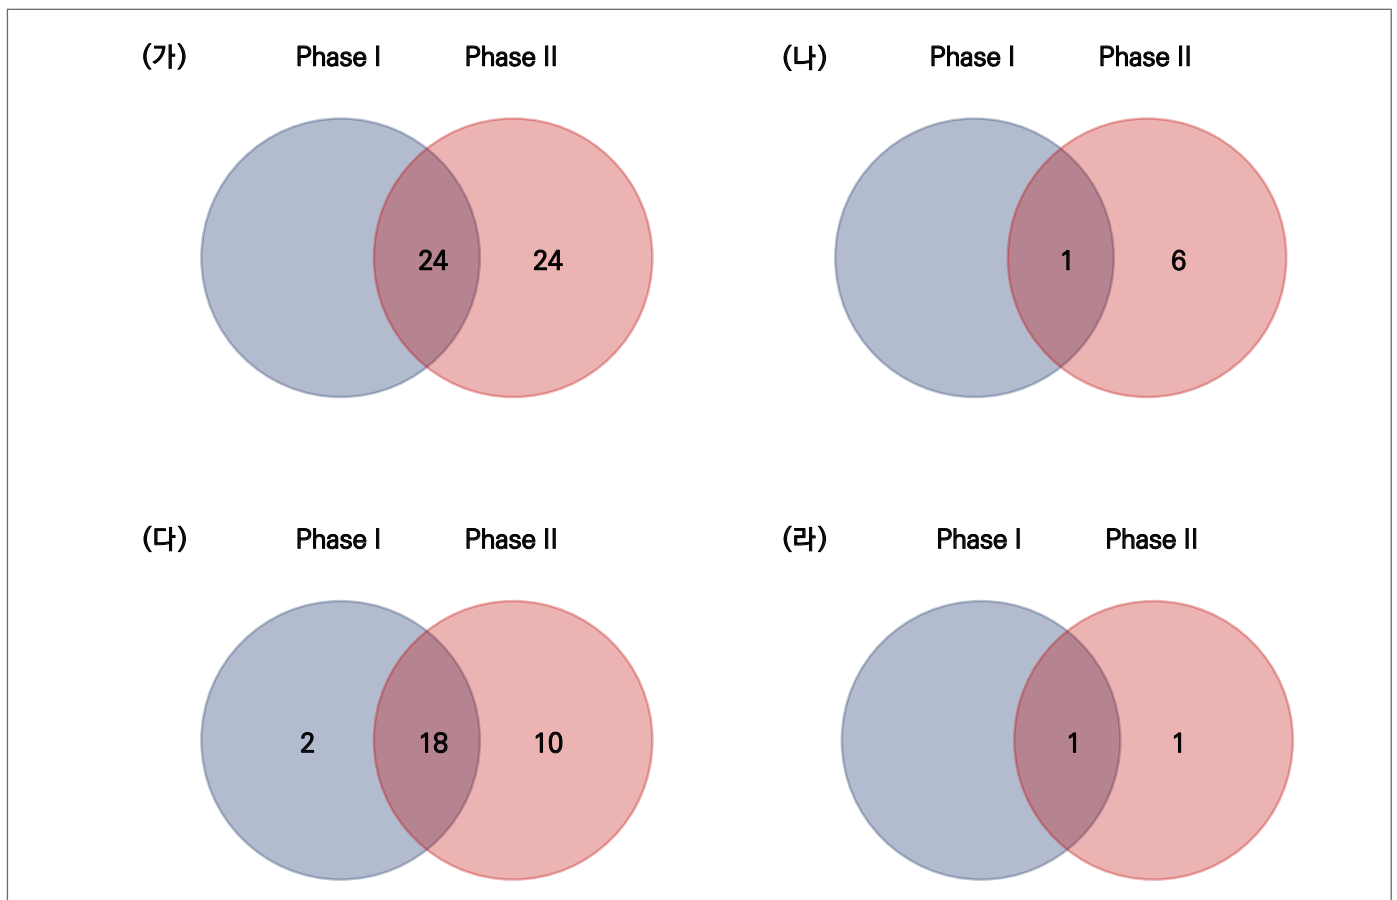 (가) Phase I Phase II (나) Phase I Phase II
24 24 1 6
(다) Phase I Phase II (라) Phase I Phase II
2 18 10 1 1